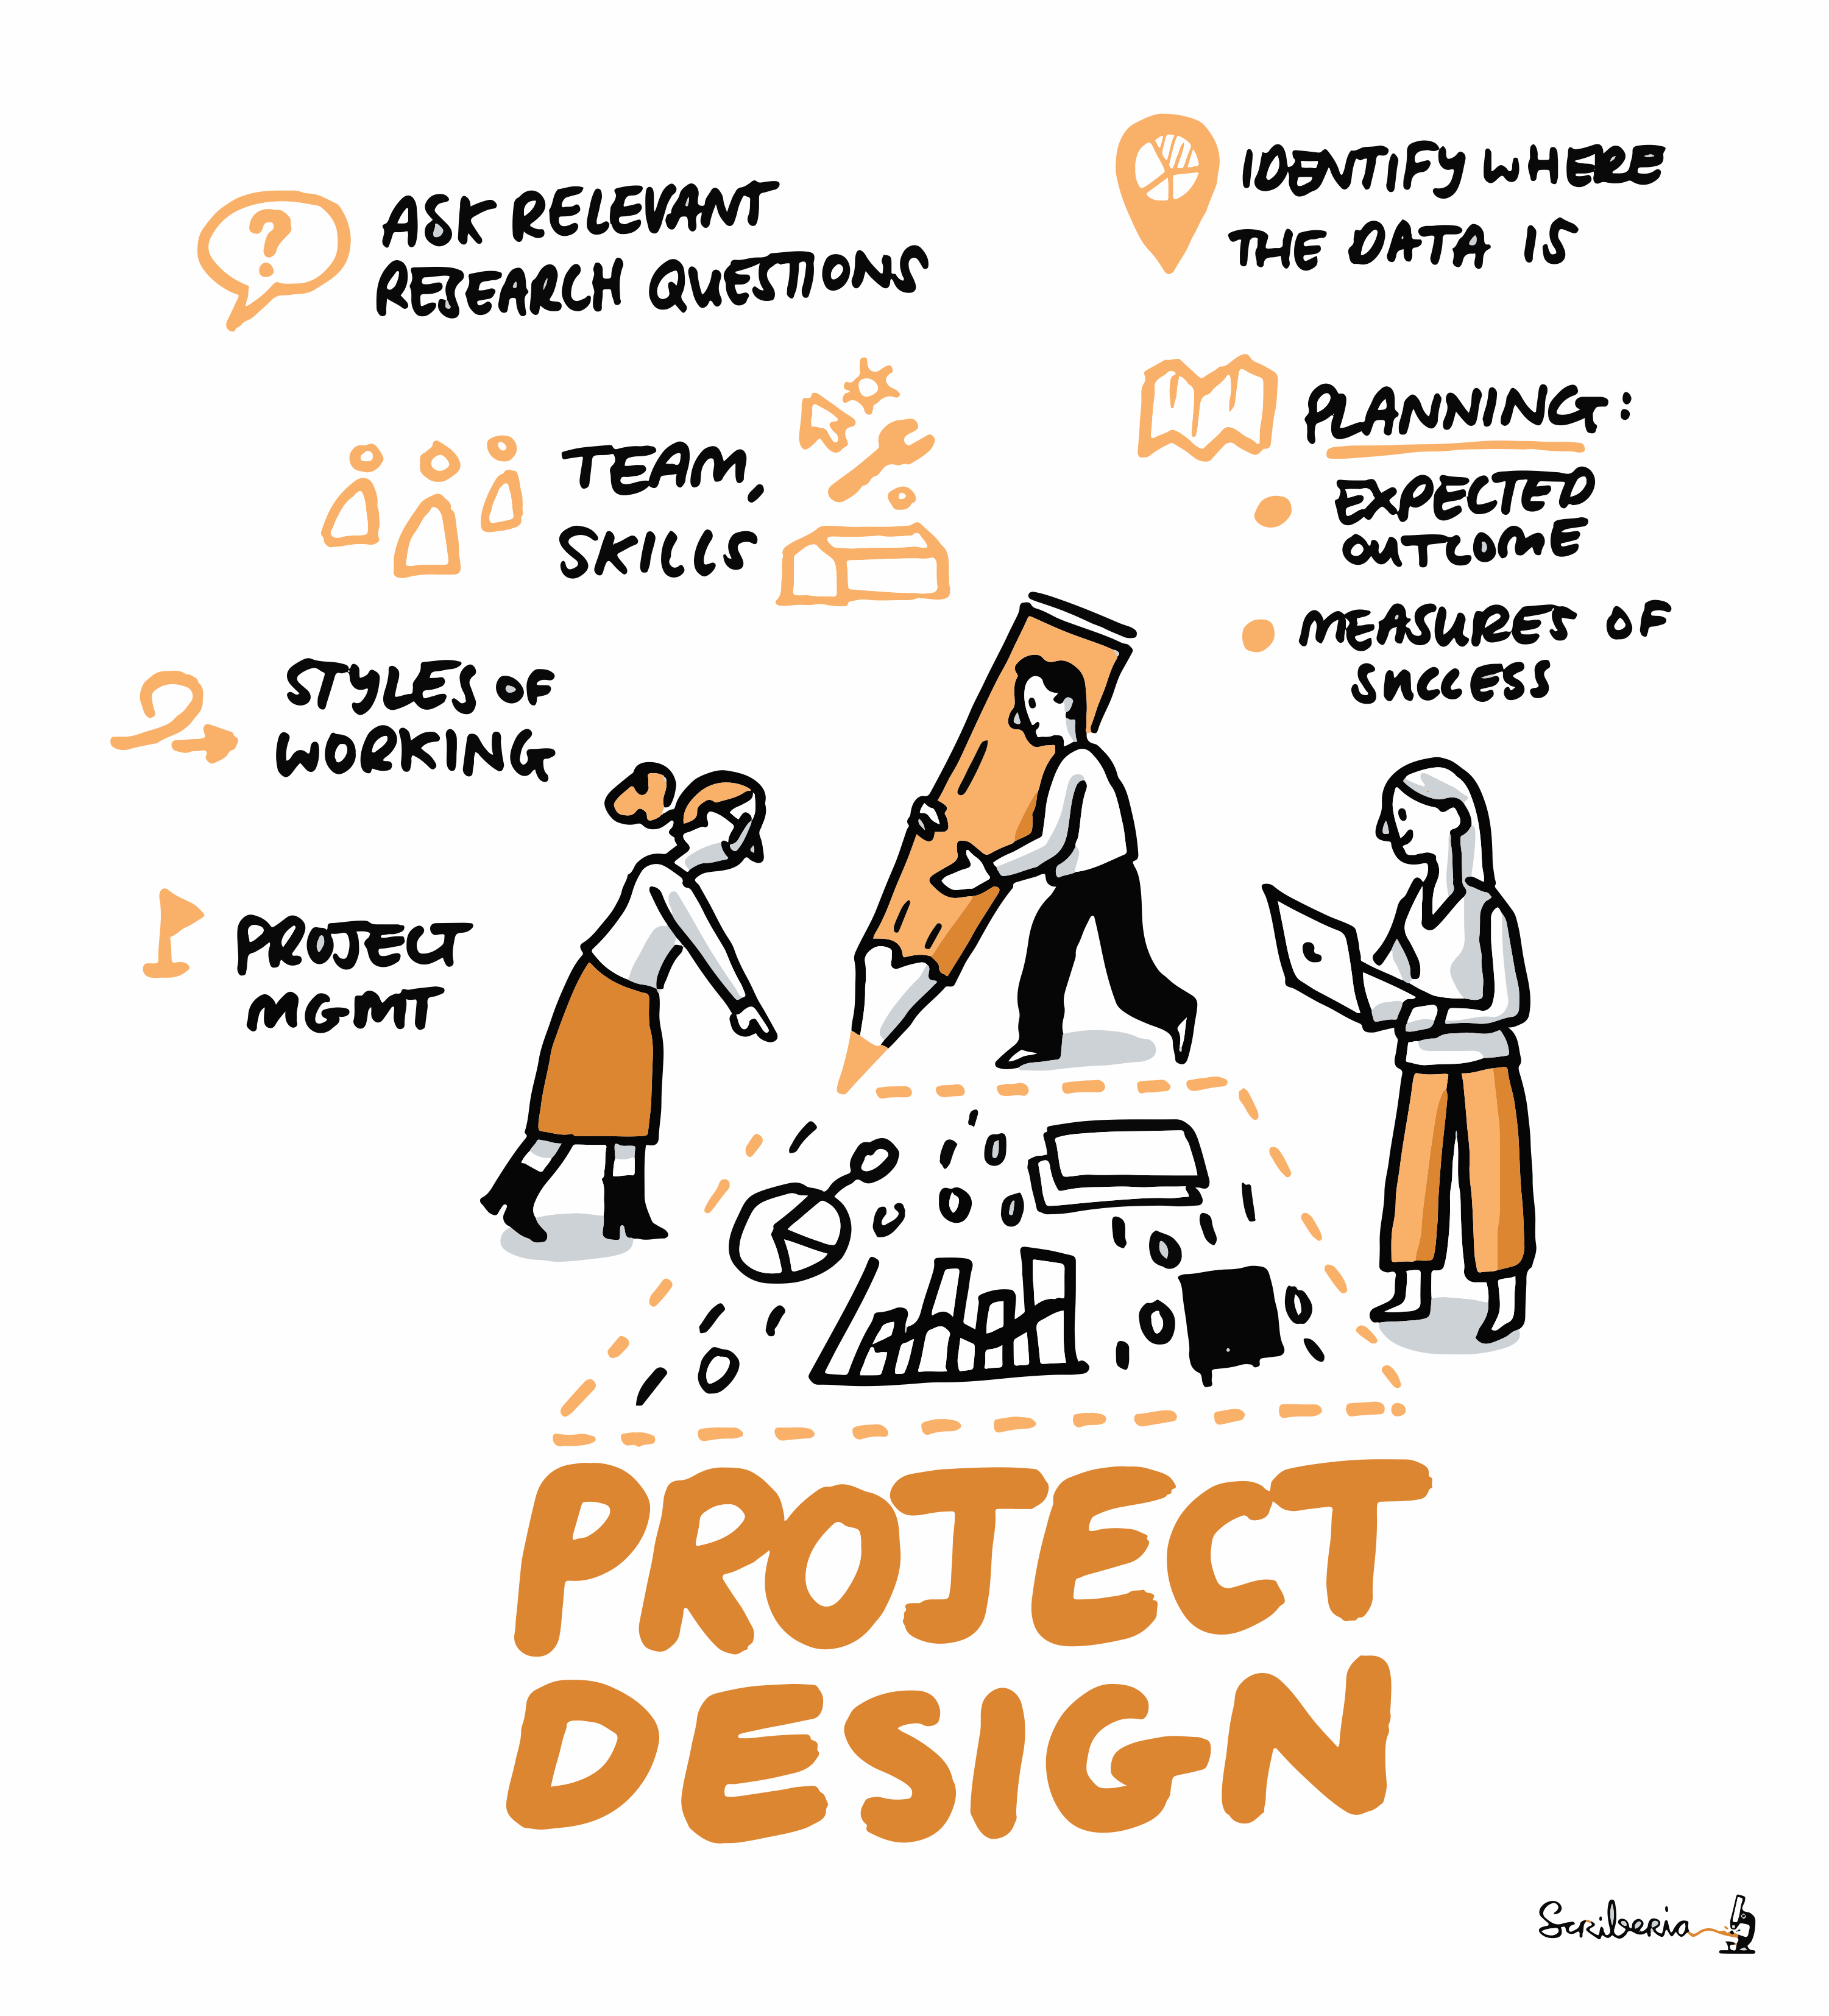 ASK RELEVANT
RESEARCH QUESTIONS
IDENTIFY WHERE
THE DATA IS
TEAM,
SKILLS
PLANNING:
EXPECTED
OUTCOME
MEASURES OF
SUCCESS
STYLES OF
WORKING
PROJECT
MGMT
PROJECT
DESIGN
Scriberia